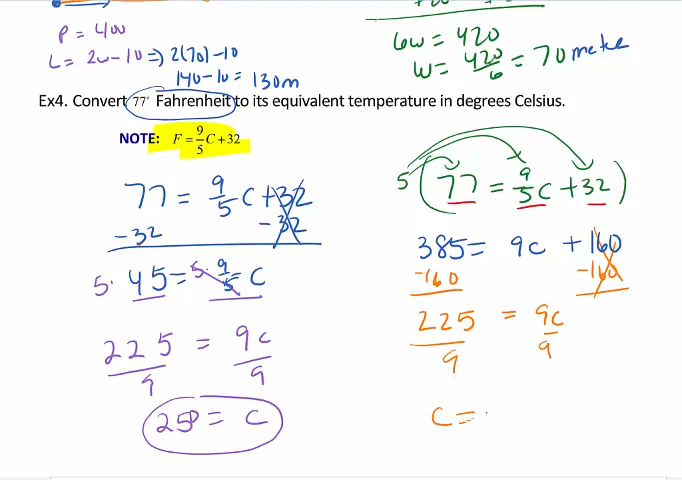 P = 400
L = 2w - 10 => 2(70) - 10
140 - 10 = 130m
6w = 420
w = 420/6 = 70 meters
Ex4. Convert 77° Fahrenheit to its equivalent temperature in degrees Celsius.
NOTE: F = 9/5 C + 32
77 = 9/5 C + 32
-32 -32
5· 45 = 5· 9/5 C
225/9 = 9C/9
25° = C
5(77 = 9/5 C + 32)
385 = 9C + 160
-160 -160
225/9 = 9C/9
C =